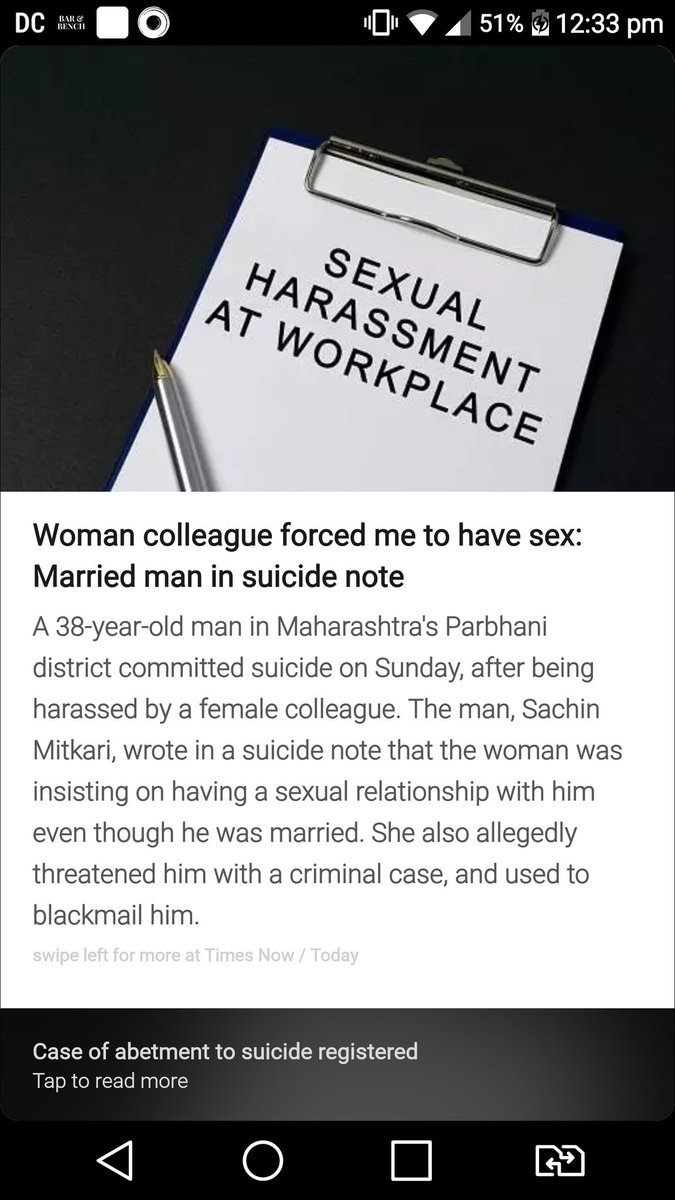 DC BAR & BENCH 51% 12:33 pm
SEXUAL
HARASSMENT
AT WORKPLACE
Woman colleague forced me to have sex:
Married man in suicide note
A 38-year-old man in Maharashtra's Parbhani
district committed suicide on Sunday, after being
harassed by a female colleague. The man, Sachin
Mitkari, wrote in a suicide note that the woman was
insisting on having a sexual relationship with him
even though he was married. She also allegedly
threatened him with a criminal case, and used to
blackmail him.
swipe left for more at Times Now / Today
Case of abetment to suicide registered
Tap to read more